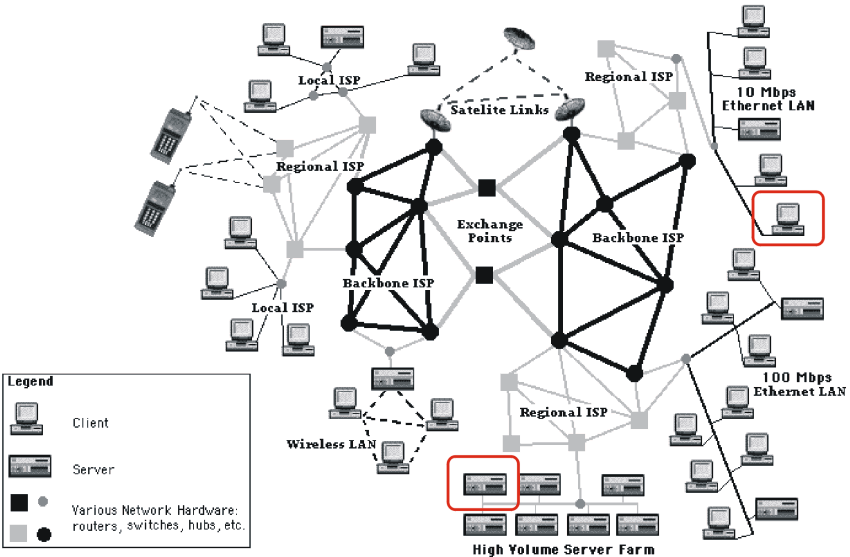 Local ISP
Regional ISP
Satelite Links
10 Mbps
Ethernet LAN
Regional ISP
Exchange
Points
Backbone ISP
Backbone ISP
Local ISP
100 Mbps
Ethernet LAN
Regional ISP
Wireless LAN
High Volume Server Farm
Legend
Client
Server
Various Network Hardware:
routers, switches, hubs, etc.